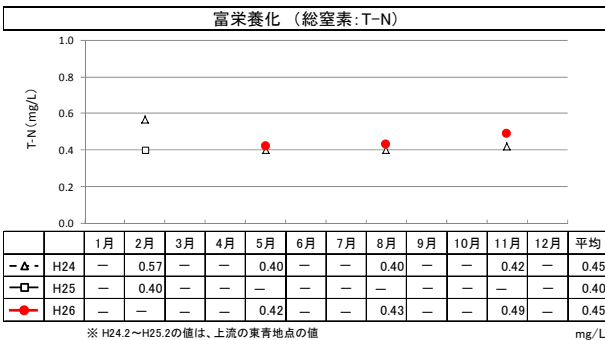 富栄養化 （総窒素：T-N）
T-N(mg/L)
1.0
0.8
0.6
0.4
0.2
0.0
1月 2月 3月 4月 5月 6月 7月 8月 9月 10月 11月 12月 平均
H24 － 0.57 － － 0.40 － － 0.40 － － 0.42 － 0.45
H25 － 0.40 － － － － － － － － － － 0.40
H26 － － － － 0.42 － － 0.43 － － 0.49 － 0.45
※ H24.2～H25.2の値は、上流の東青地点の値
mg/L